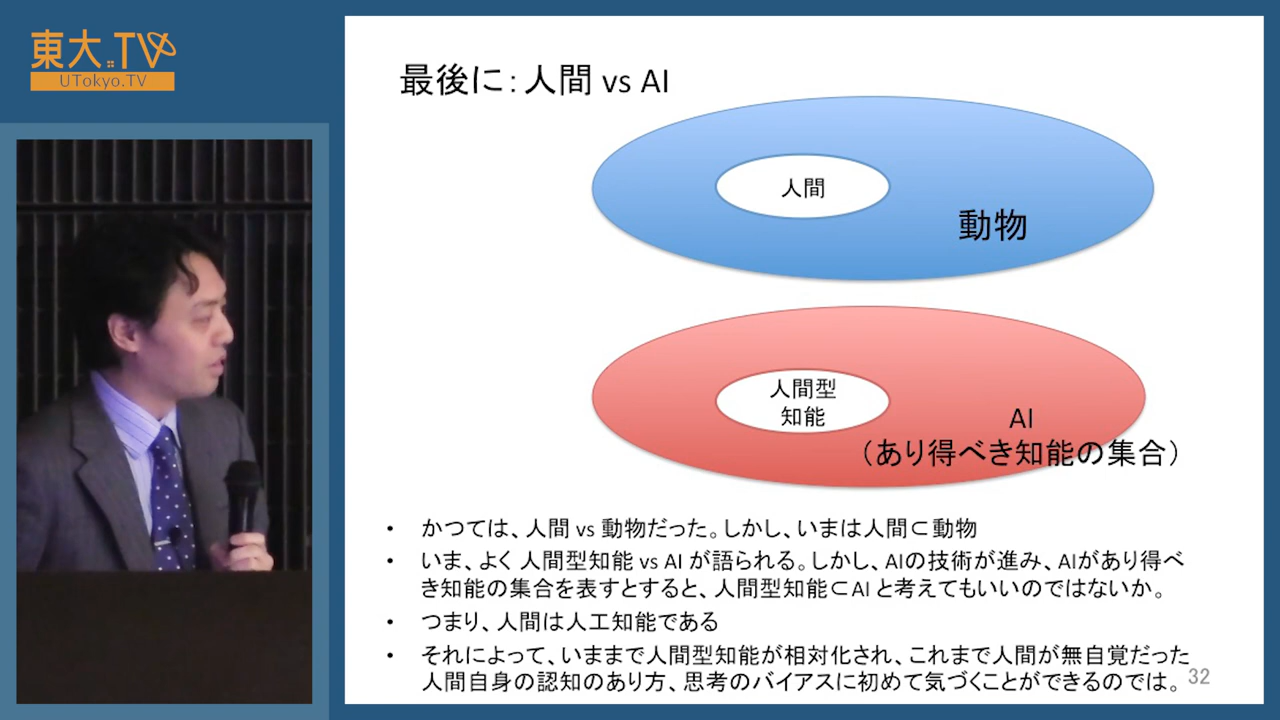 東大.TV
UTokyo.TV
最後に：人間 vs AI
人間
動物
人間型
知能
AI
（あり得べき知能の集合）
• かつては、人間 vs 動物だった。しかし、いまは人間⊂動物
• いま、よく 人間型知能 vs AI が語られる。しかし、AIの技術が進み、AIがあり得べ
き知能の集合を表すとすると、人間型知能⊂AI と考えてもいいのではないか。
• つまり、人間は人工知能である
• それによって、いままで人間型知能が相対化され、これまで人間が無自覚だった
人間自身の認知のあり方、思考のバイアスに初めて気づくことができるのでは。
32